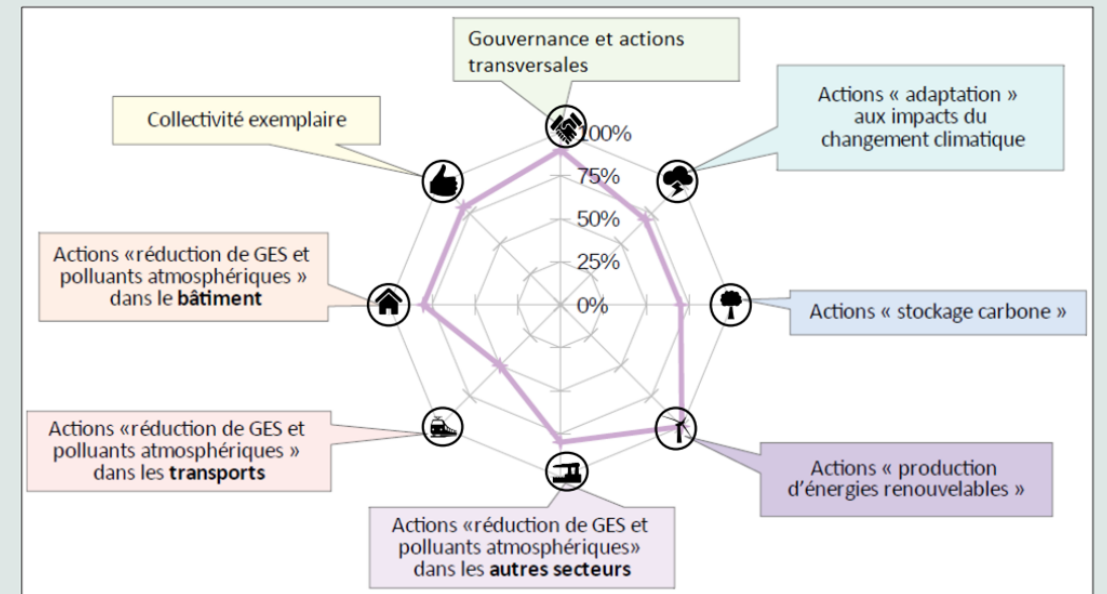 Gouvernance et actions
transversales
Actions « adaptation »
aux impacts du
changement climatique
Collectivité exemplaire
100%
75%
50%
25%
0%
Actions «réduction de GES et
polluants atmosphériques »
dans le bâtiment
Actions « stockage carbone »
Actions «réduction de GES et
polluants atmosphériques »
dans les transports
Actions « production
d'énergies renouvelables »
Actions «réduction de GES et
polluants atmosphériques»
dans les autres secteurs